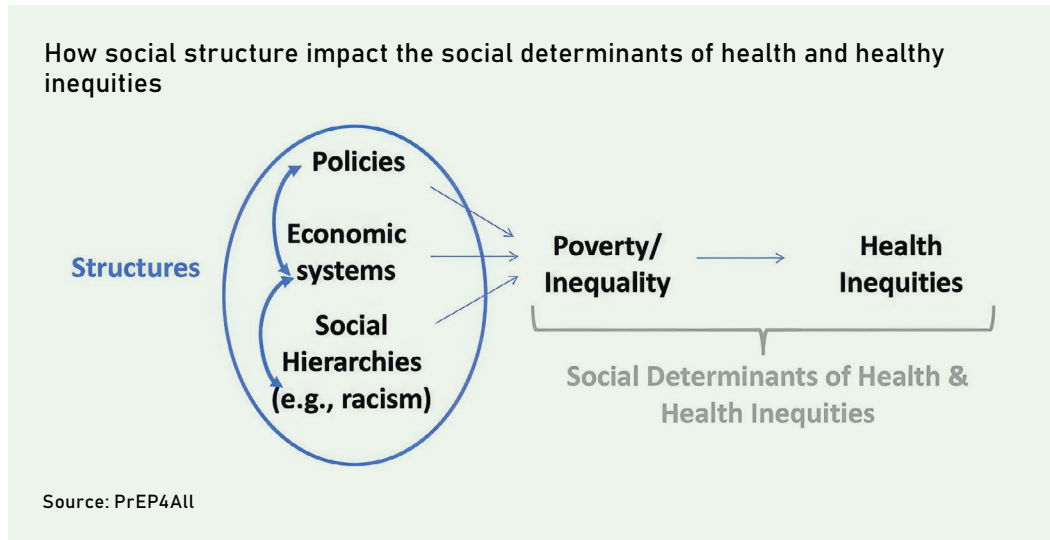 How social structure impact the social determinants of health and healthy
inequities
Policies
Economic
systems
Structures
Social
Hierarchies
(e.g., racism)
Poverty/
Inequality
Health
Inequities
Social Determinants of Health &
Health Inequities
Source: PrEP4All